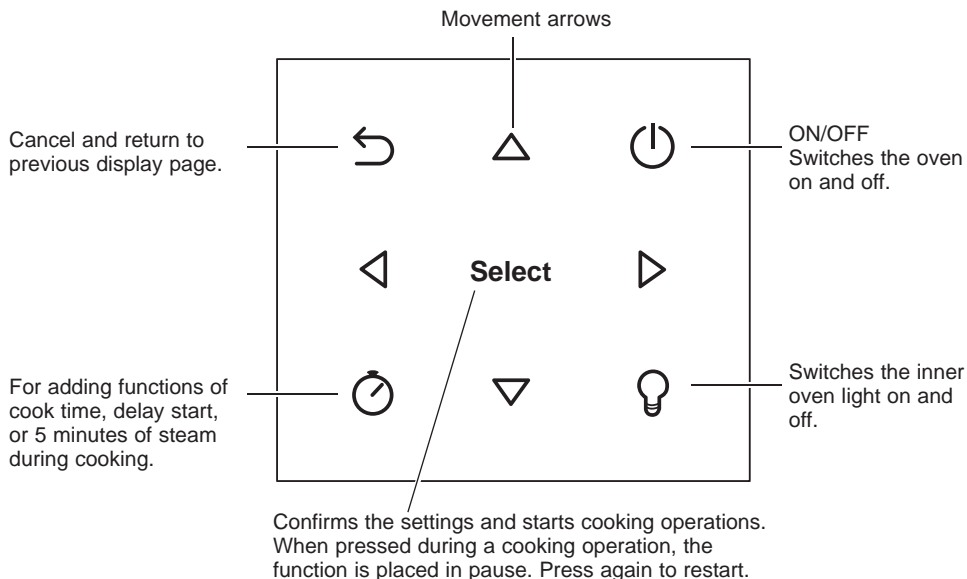 Movement arrows
Cancel and return to
previous display page.
ON/OFF
Switches the oven
on and off.
Select
For adding functions of
cook time, delay start,
or 5 minutes of steam
during cooking.
Switches the inner
oven light on and
off.
Confirms the settings and starts cooking operations.
When pressed during a cooking operation, the
function is placed in pause. Press again to restart.